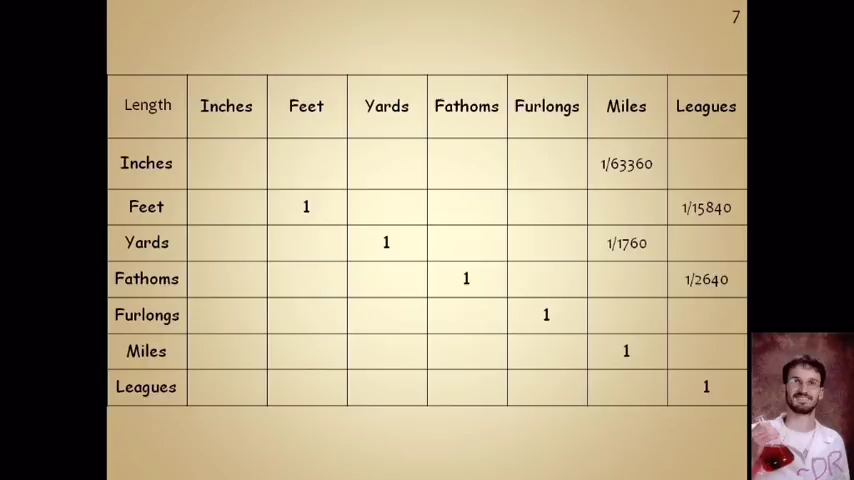 7
Length Inches Feet Yards Fathoms Furlongs Miles Leagues
Inches 1/63360
Feet 1 1/15840
Yards 1 1/1760
Fathoms 1 1/2640
Furlongs 1
Miles 1
Leagues 1
~DR